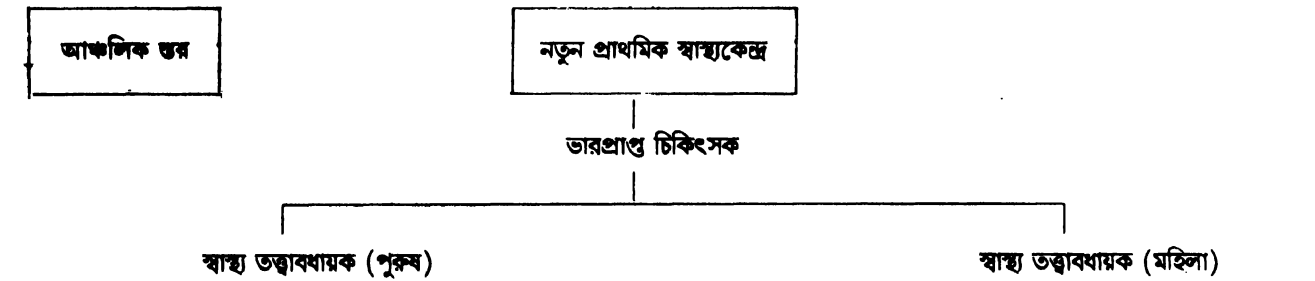 আঞ্চলিক স্তর
নতুন প্রাথমিক স্বাস্থ্যকেন্দ্র
ভারপ্রাপ্ত চিকিৎসক
স্বাস্থ্য তত্ত্বাবধায়ক (পুরুষ)
স্বাস্থ্য তত্ত্বাবধায়ক (মহিলা)